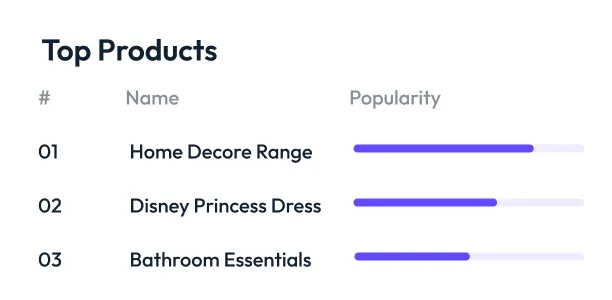 Top Products
# Name Popularity
01 Home Decore Range
02 Disney Princess Dress
03 Bathroom Essentials